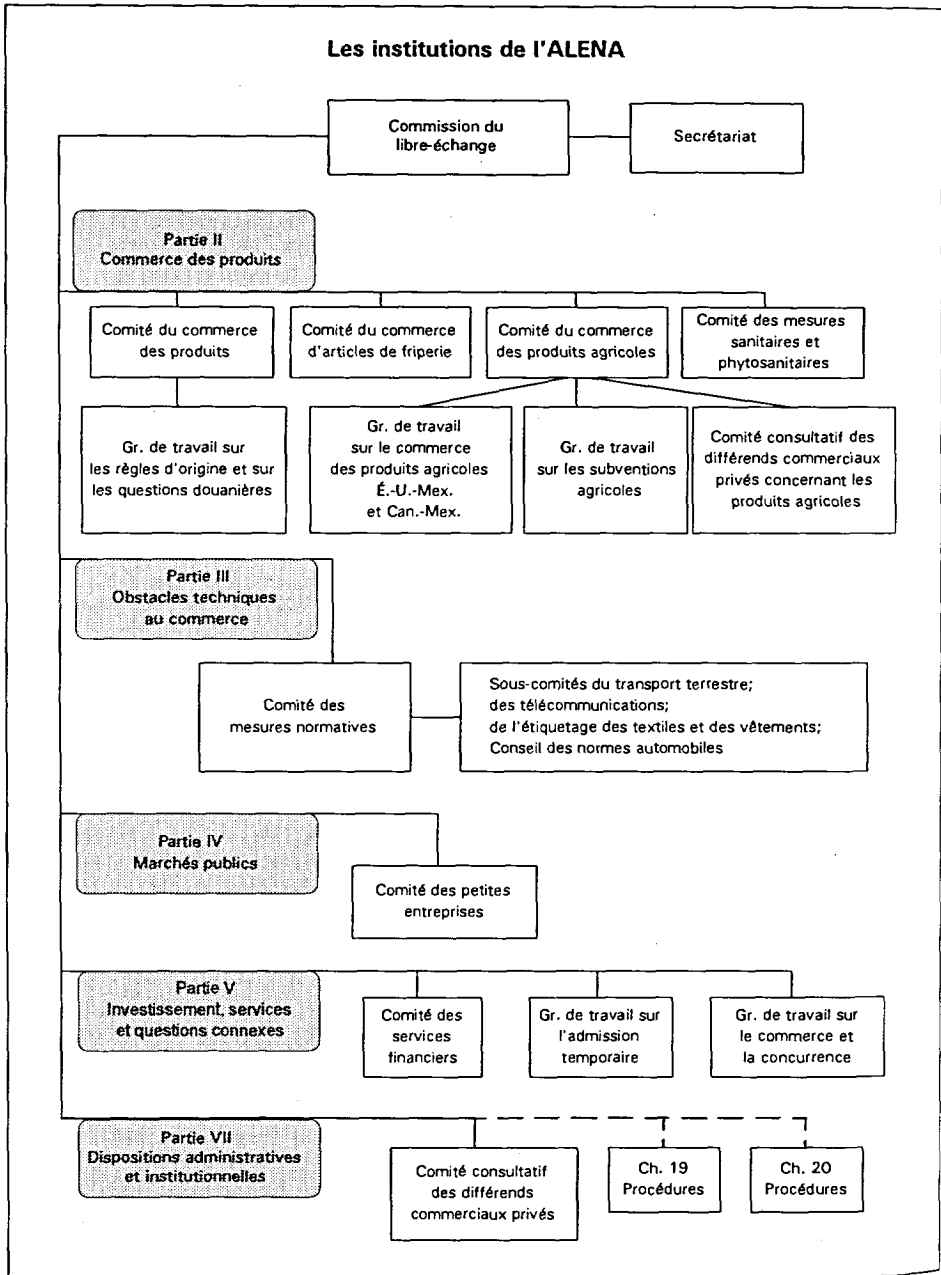 Les institutions de l'ALENA
Commission du
libre-échange
Secrétariat
Partie II
Commerce des produits
Comité du commerce
des produits
Comité du commerce
d'articles de friperie
Comité du commerce
des produits agricoles
Comité des mesures
sanitaires et
phytosanitaires
Gr. de travail sur
les règles d'origine et sur
les questions douanières
Gr. de travail
sur le commerce
des produits agricoles
É.-U.-Mex.
et Can.-Mex.
Gr. de travail
sur les subventions
agricoles
Comité consultatif des
différends commerciaux
privés concernant les
produits agricoles
Partie III
Obstacles techniques
au commerce
Comité des
mesures normatives
Sous-comités du transport terrestre;
des télécommunications;
de l'étiquetage des textiles et des vêtements;
Conseil des normes automobiles
Partie IV
Marchés publics
Comité des petites
entreprises
Partie V
Investissement, services
et questions connexes
Comité des
services
financiers
Gr. de travail sur
l'admission
temporaire
Gr. de travail sur
le commerce et
la concurrence
Partie VII
Dispositions administratives
et institutionnelles
Comité consultatif
des différends
commerciaux privés
Ch. 19
Procédures
Ch. 20
Procédures